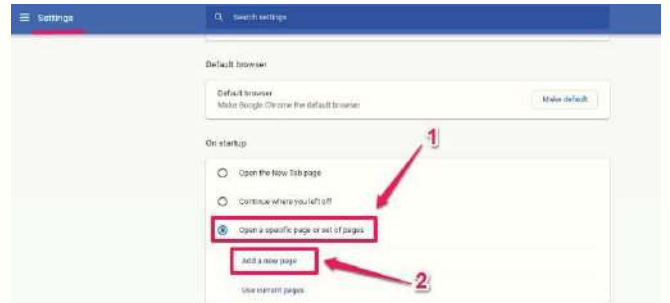 Settings
Search settings
Default browser
Default browser
Make Google Chrome the default browser
Make default
1
On startup
Open the New Tab page
Continue where you left off
Open a specific page or set of pages
Add a new page
2
Use current pages